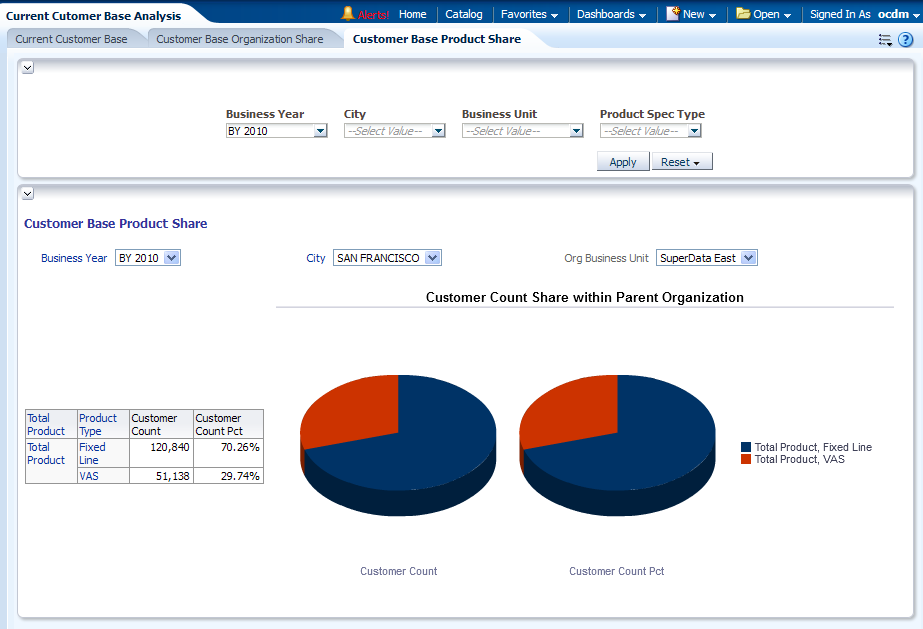 Current Customer Base Analysis
Alerts! Home Catalog Favorites Dashboards New Open Signed In As ocdm
Current Customer Base Customer Base Organization Share Customer Base Product Share
Business Year City Business Unit Product Spec Type
BY 2010 --Select Value-- --Select Value-- --Select Value--
Apply Reset
Customer Base Product Share
Business Year BY 2010 City SAN FRANCISCO Org Business Unit SuperData East
Customer Count Share within Parent Organization
Total Product Customer Customer
Product Type Count Count Pct
Total Fixed 120,840 70.26%
Product Line
VAS 51,138 29.74%
Total Product, Fixed Line
Total Product, VAS
Customer Count Customer Count Pct